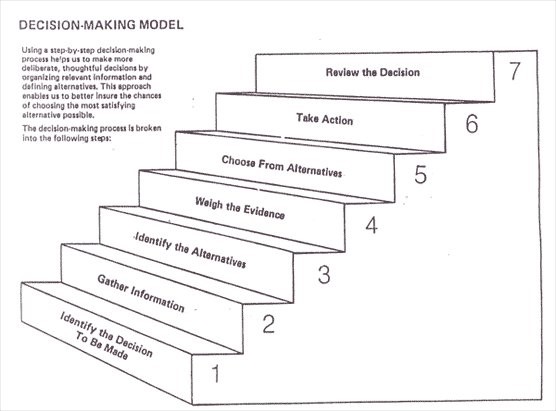 DECISION-MAKING MODEL
Using a step-by-step decision-making
process helps us to make more
deliberate, thoughtful decisions by
organizing relevant information and
defining alternatives. This approach
enables us to better insure the chances
of choosing the most satisfying
alternative possible.
The decision-making process is broken
into the following steps:
Review the Decision
7
Take Action
6
Choose From Alternatives
5
Weigh the Evidence
4
Identify the Alternatives
3
Gather Information
2
Identify the Decision
To Be Made
1